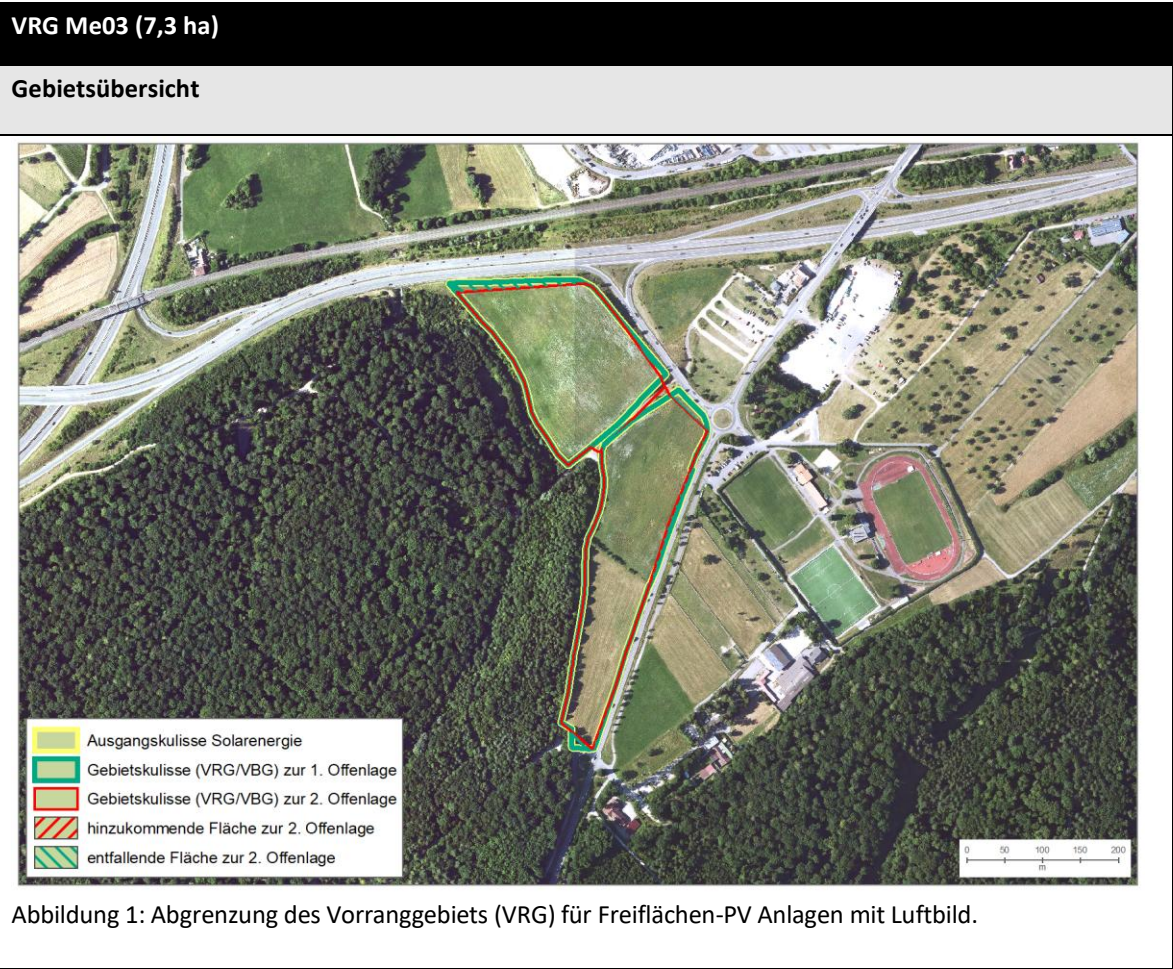 VRG Me03 (7,3 ha)
Gebietsübersicht
Ausgangskulisse Solarenergie
Gebietskulisse (VRG/VBG) zur 1. Offenlage
Gebietskulisse (VRG/VBG) zur 2. Offenlage
hinzukommende Fläche zur 2. Offenlage
entfallende Fläche zur 2. Offenlage
0 50 100 150 200
m
Abbildung 1: Abgrenzung des Vorranggebiets (VRG) für Freiflächen-PV Anlagen mit Luftbild.